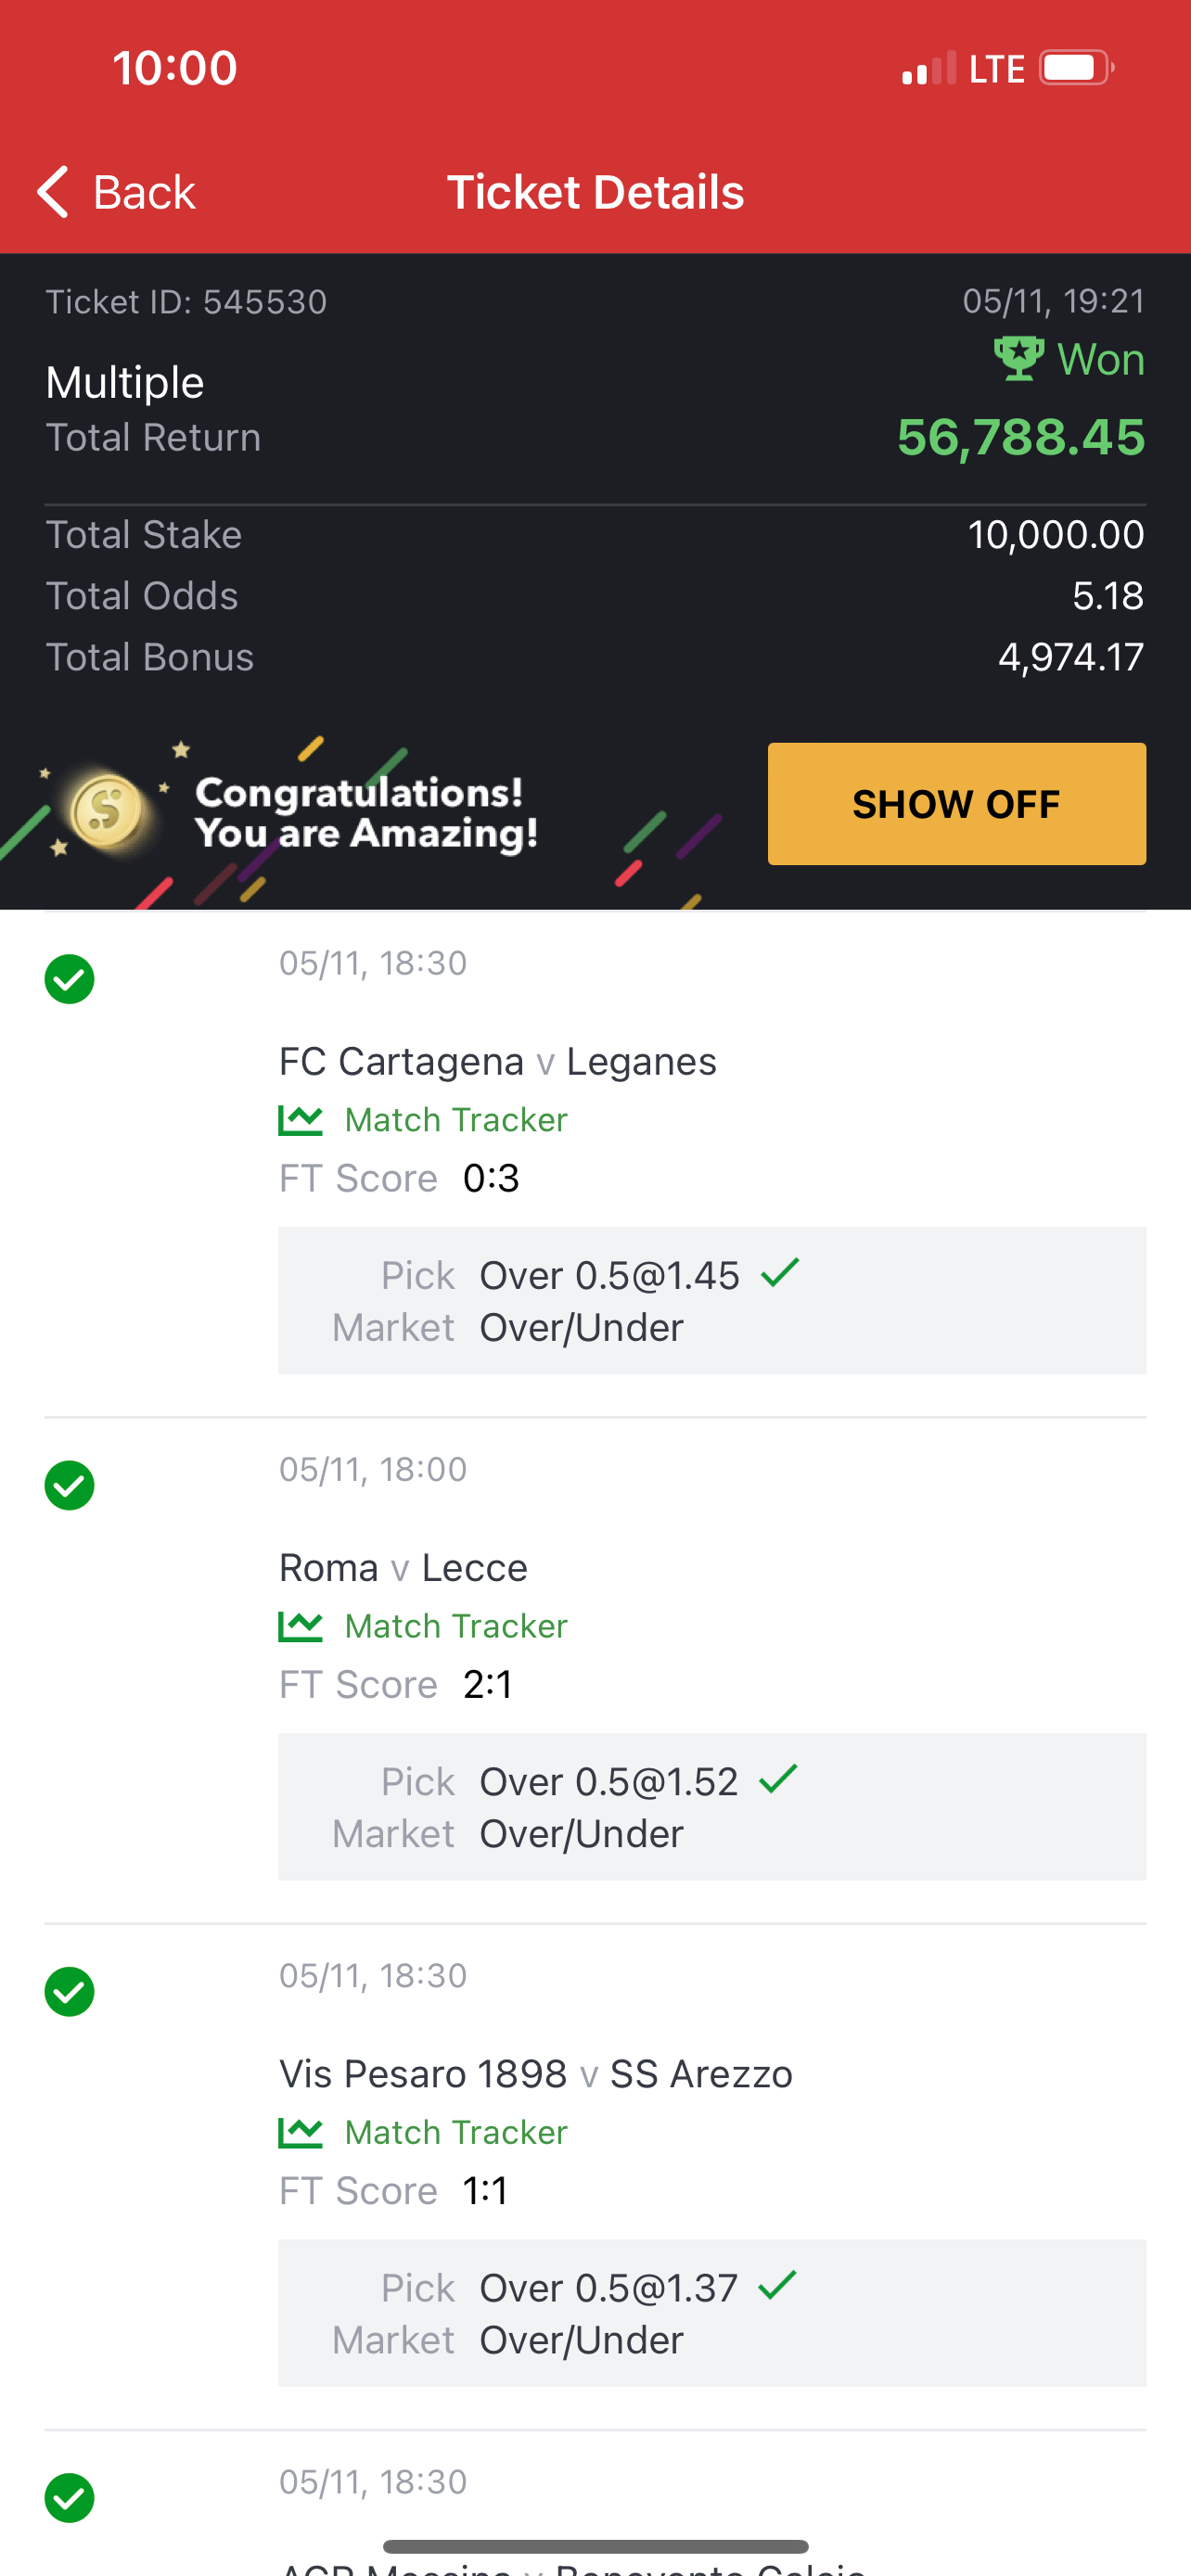 10:00
LTE
Back
Ticket Details
Ticket ID: 545530
05/11, 19:21
Won
Multiple
Total Return
56,788.45
Total Stake
10,000.00
Total Odds
5.18
Total Bonus
4,974.17
Congratulations!
You are Amazing!
SHOW OFF
05/11, 18:30
FC Cartagena v Leganes
Match Tracker
FT Score 0:3
Pick Over 0.5@1.45
Market Over/Under
05/11, 18:00
Roma v Lecce
Match Tracker
FT Score 2:1
Pick Over 0.5@1.52
Market Over/Under
05/11, 18:30
Vis Pesaro 1898 v SS Arezzo
Match Tracker
FT Score 1:1
Pick Over 0.5@1.37
Market Over/Under
05/11, 18:30